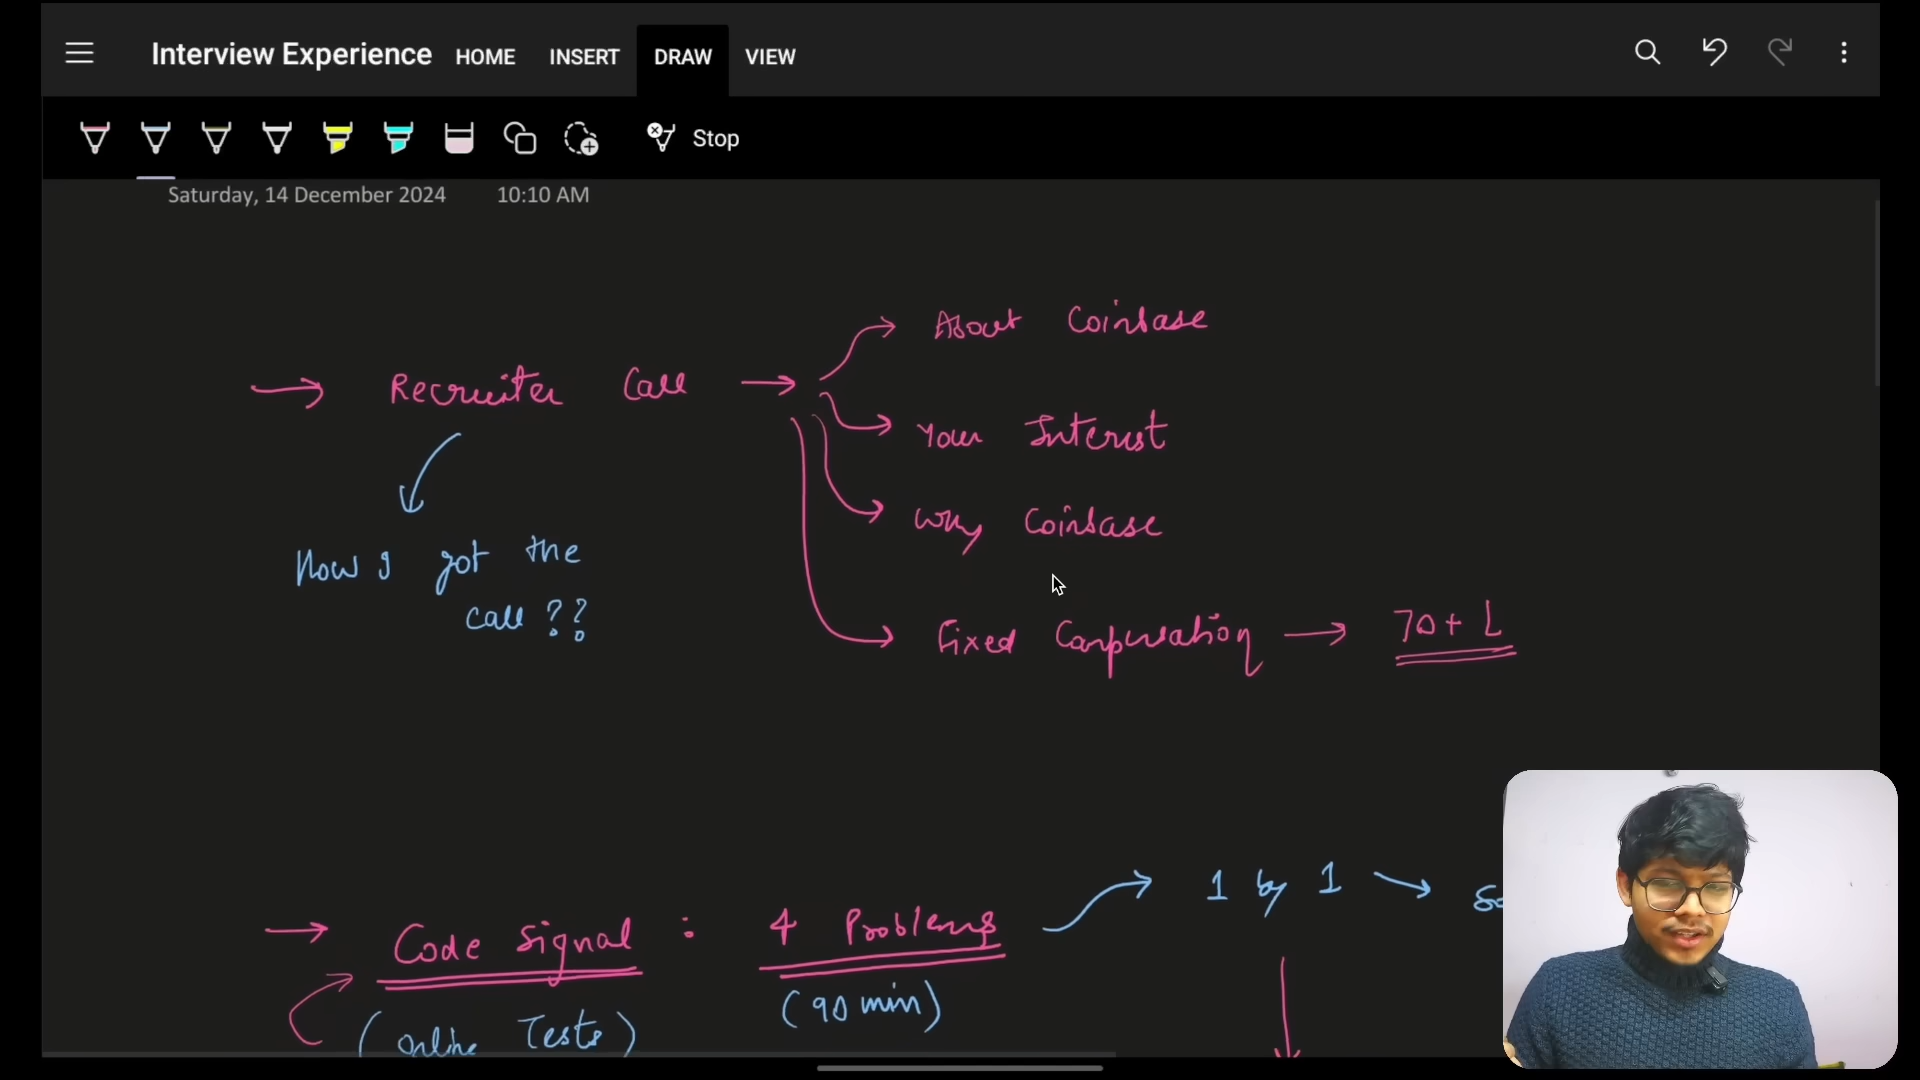 Interview Experience HOME INSERT DRAW VIEW
Stop
Saturday, 14 December 2024 10:10 AM
About Coinbase
Recruiter Call
Your Interest
Why Coinbase
How I got the
call ??
Fixed Compensation 70+ L
1 by 1
Code Signal : 4 Problems
(90 min)
(Online Tests)